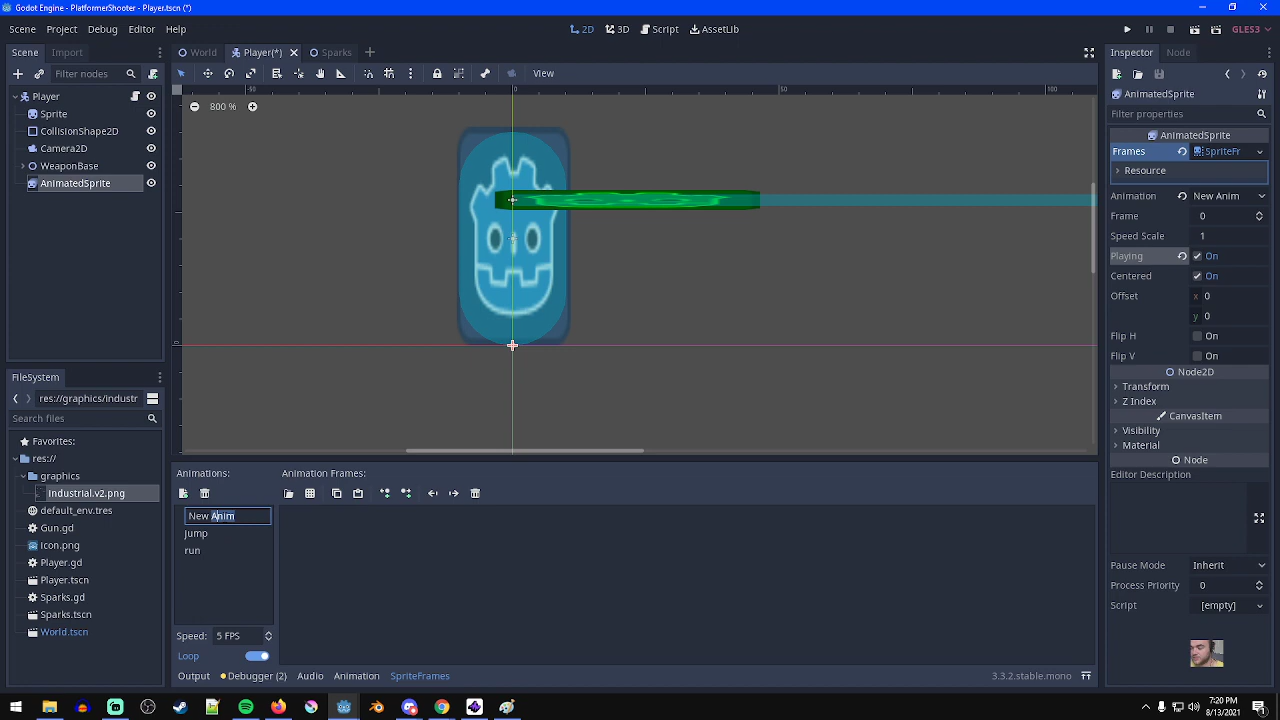 Godot Engine - PlatformerShooter - Player.tscn (*)
Scene Project Debug Editor Help
2D 3D Script AssetLib
GLES3
Scene Import
World Player(*) Sparks
Inspector Node
Filter nodes
View
AnimatedSprite
Filter properties
-50 0 50 100
800 %
Player
Sprite
CollisionShape2D
Camera2D
WeaponBase
AnimatedSprite
AnimatedSprite
Frames SpriteFr
Resource
Animation New Anim
Frame 0
Speed Scale 1
Playing On
Centered On
Offset x 0
y 0
Flip H On
Flip V On
Node2D
Transform
Z Index
CanvasItem
Visibility
Material
Node
Editor Description
Pause Mode Inherit
Process Priority 0
Script [empty]
0
FileSystem
res://graphics/industr
Search files
Favorites:
res://
graphics
industrial.v2.png
default_env.tres
Gun.gd
Icon.png
Player.gd
Player.tscn
Sparks.gd
Sparks.tscn
World.tscn
Animations: Animation Frames:
New Anim
Jump
run
Speed: 5 FPS
Loop
Output Debugger (2) Audio Animation SpriteFrames 3.3.2.stable.mono
7:20 PM
8/13/2021